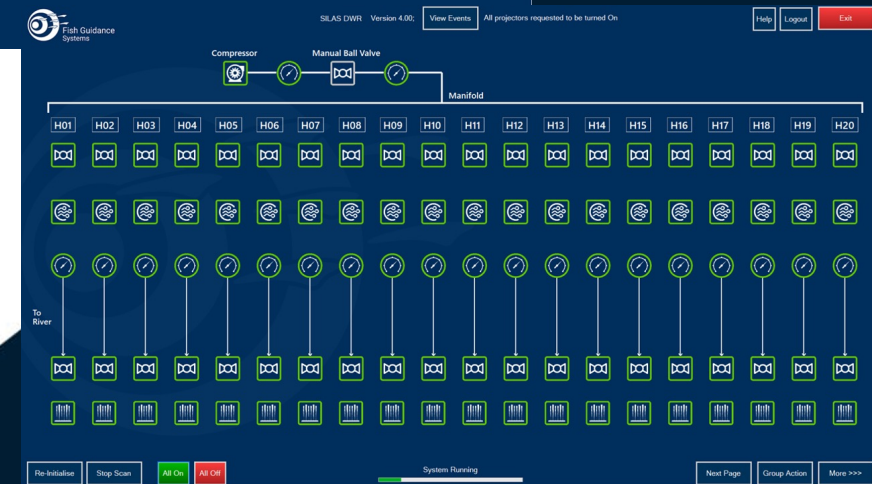 Fish Guidance
Systems
SILAS DWR Version 4.00; View Events All projectors requested to be turned On Help Logout Exit
Compressor Manual Ball Valve
Manifold
H01 H02 H03 H04 H05 H06 H07 H08 H09 H10 H11 H12 H13 H14 H15 H16 H17 H18 H19 H20
To
River
Re-Initialise Stop Scan All On All Off System Running Next Page Group Action More >>>